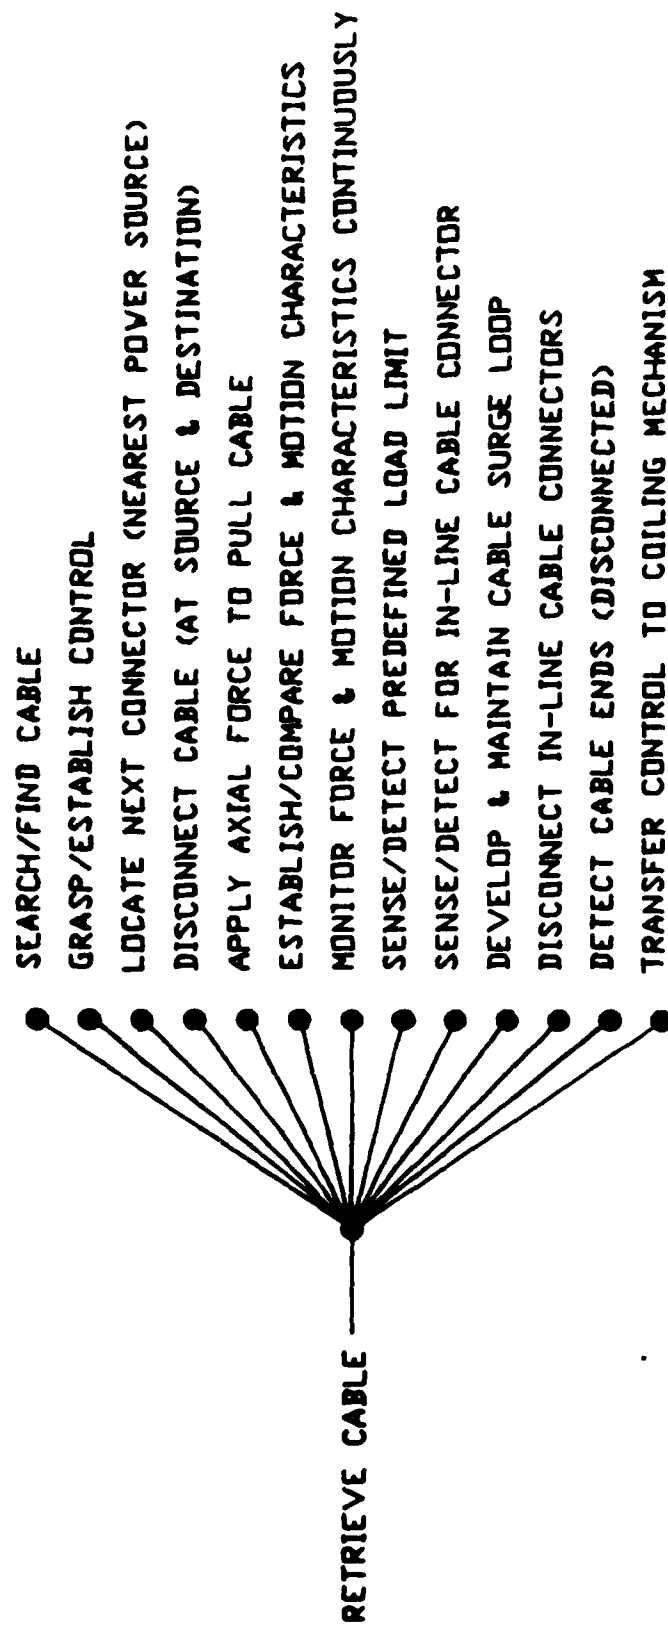 RETRIEVE CABLE
SEARCH/FIND CABLE
GRASP/ESTABLISH CONTROL
LOCATE NEXT CONNECTOR (NEAREST POWER SOURCE)
DISCONNECT CABLE (AT SOURCE & DESTINATION)
APPLY AXIAL FORCE TO PULL CABLE
ESTABLISH/COMPARE FORCE & MOTION CHARACTERISTICS
MONITOR FORCE & MOTION CHARACTERISTICS CONTINUOUSLY
SENSE/DETECT PREDEFINED LOAD LIMIT
SENSE/DETECT FOR IN-LINE CABLE CONNECTOR
DEVELOP & MAINTAIN CABLE SURGE LOOP
DISCONNECT IN-LINE CABLE CONNECTORS
DETECT CABLE ENDS (DISCONNECTED)
TRANSFER CONTROL TO COILING MECHANISM